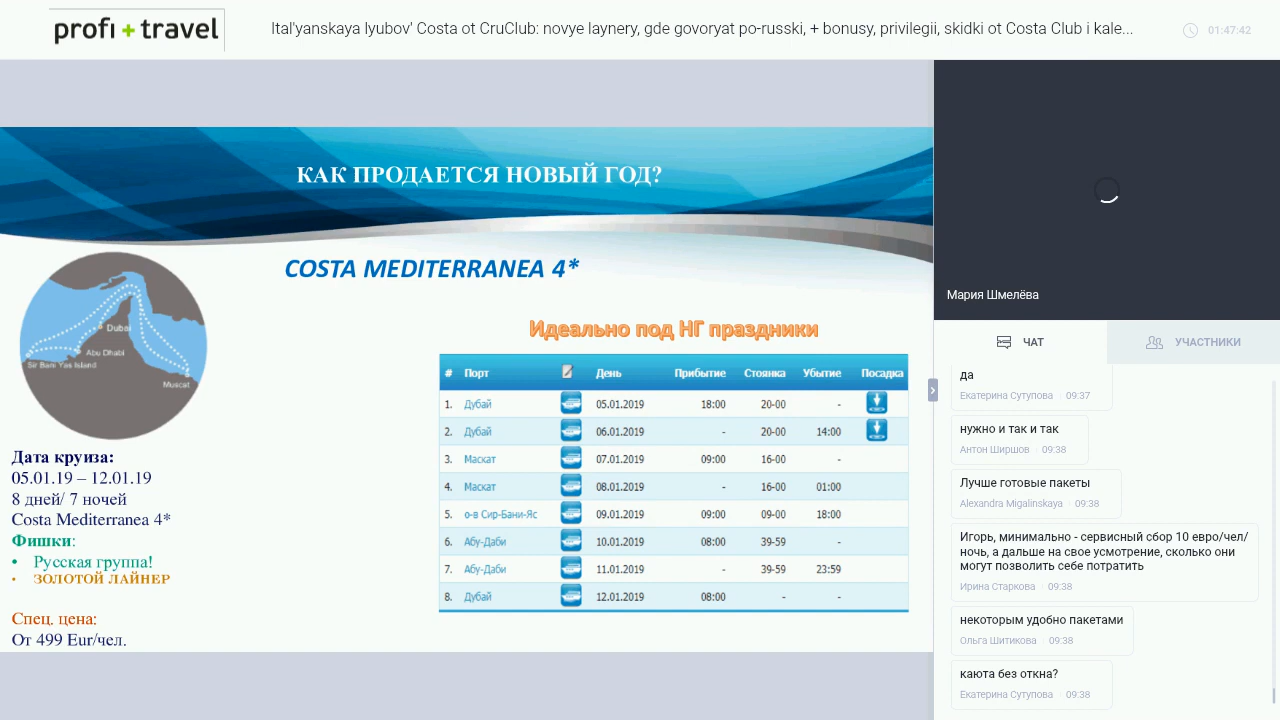 profi + travel
Ital'yanskaya lyubov' Costa ot CruClub: novye laynery, gde govoryat po-russki, + bonusy, privilegii, skidki ot Costa Club i kale...
01:47:42
КАК ПРОДАЕТСЯ НОВЫЙ ГОД?
COSTA MEDITERRANEA 4*
Dubai
Abu Dhabi
Sir Bani Yas Island
Muscat
Идеально под НГ праздники
# Порт День Прибытие Стоянка Убытие Посадка
1. Дубай 05.01.2019 18:00 20-00 -
2. Дубай 06.01.2019 - 20-00 14:00
3. Маскат 07.01.2019 09:00 16-00 -
4. Маскат 08.01.2019 - 16-00 01:00
5. о-в Сир-Бани-Яс 09.01.2019 09:00 09-00 18:00
6. Абу-Даби 10.01.2019 08:00 39-59 -
7. Абу-Даби 11.01.2019 - 39-59 23:59
8. Дубай 12.01.2019 08:00 - -
Дата круиза:
05.01.19 – 12.01.19
8 дней/ 7 ночей
Costa Mediterranea 4*
Фишки:
• Русская группа!
• ЗОЛОТОЙ ЛАЙНЕР
Спец. цена:
От 499 Eur/чел.
Мария Шмелёва
ЧАТ
УЧАСТНИКИ
да
Екатерина Сутупова · 09:37
нужно и так и так
Антон Ширшов · 09:38
Лучше готовые пакеты
Alexandra Migalinskaya · 09:38
Игорь, минимально - сервисный сбор 10 евро/чел/
ночь, а дальше на свое усмотрение, сколько они
могут позволить себе потратить
Ирина Старкова · 09:38
некоторым удобно пакетами
Ольга Шитикова · 09:38
каюта без откна?
Екатерина Сутупова · 09:38